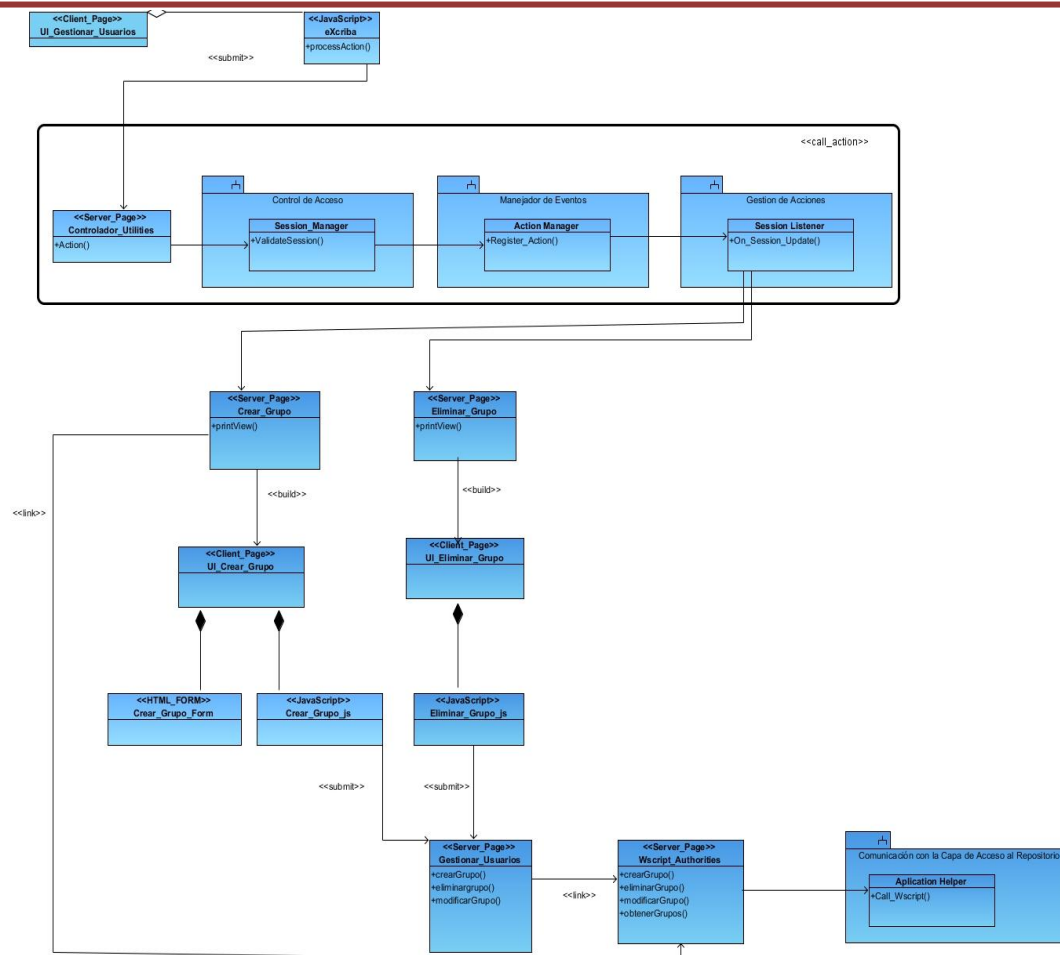 <<Client_Page>>
UI_Gestionar_Usuarios
<<JavaScript>>
eXcriba
+processAction()
<<submit>>
<<call_action>>
<<Server_Page>>
Controlador_Utilities
+Action()
Control de Acceso
Session_Manager
+ValidateSession()
Manejador de Eventos
Action Manager
+Register_Action()
Gestion de Acciones
Session Listener
+On_Session_Update()
<<Server_Page>>
Crear_Grupo
+printView()
<<Server_Page>>
Eliminar_Grupo
+printView()
<<link>>
<<build>>
<<build>>
<<Client_Page>>
UI_Crear_Grupo
<<Client_Page>>
UI_Eliminar_Grupo
<<HTML_FORM>>
Crear_Grupo_Form
<<JavaScript>>
Crear_Grupo_js
<<JavaScript>>
Eliminar_Grupo_js
<<submit>>
<<submit>>
<<Server_Page>>
Gestionar_Usuarios
+crearGrupo()
+eliminargrupo()
+modificarGrupo()
<<link>>
<<Server_Page>>
Wscript_Authorities
+crearGrupo()
+eliminarGrupo()
+modificarGrupo()
+obtenerGrupos()
Comunicación con la Capa de Acceso al Repositorio
Aplication Helper
+Call_Wscript()